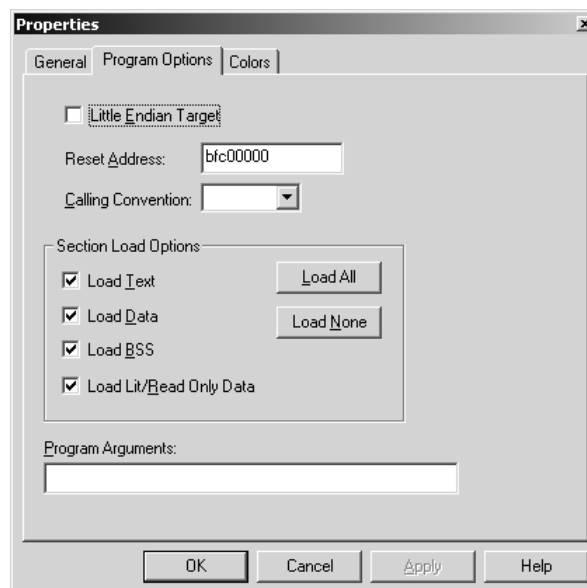 Properties
General Program Options Colors
Little Endian Target
Reset Address: bfc00000
Calling Convention:
Section Load Options
Load Text Load All
Load Data Load None
Load BSS
Load Lit/Read Only Data
Program Arguments:
OK Cancel Apply Help